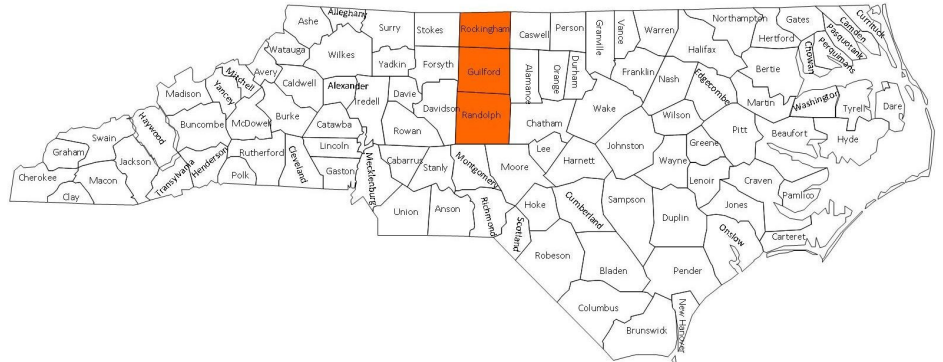 Ashe
Alleghany
Surry
Stokes
Rockingham
Caswell
Person
Granville
Vance
Warren
Northampton
Gates
Hertford
Halifax
Currituck
Camden
Pasquotank
Perqumans
Chowan
Watauga
Wilkes
Yadkin
Forsyth
Guilford
Alamance
Orange
Durham
Franklin
Nash
Edgecombe
Bertie
Martin
Washington
Tyrell
Dare
Madison
Yancey
Mitchell
Avery
Caldwell
Alexander
Iredell
Davie
Davidson
Randolph
Chatham
Wake
Wilson
Pitt
Beaufort
Hyde
Swain
Haywood
Buncombe
McDowell
Burke
Catawba
Rowan
Lincoln
Graham
Jackson
Cherokee
Macon
Clay
Transylvania
Henderson
Rutherford
Polk
Cleveland
Gaston
Mecklenburg
Cabarrus
Stanly
Montgomery
Moore
Lee
Harnett
Johnston
Wayne
Greene
Lenoir
Craven
Pamlico
Jones
Carteret
Union
Anson
Richmond
Scotland
Hoke
Cumberland
Sampson
Duplin
Onslow
Robeson
Bladen
Pender
Columbus
Brunswick
New Hanover